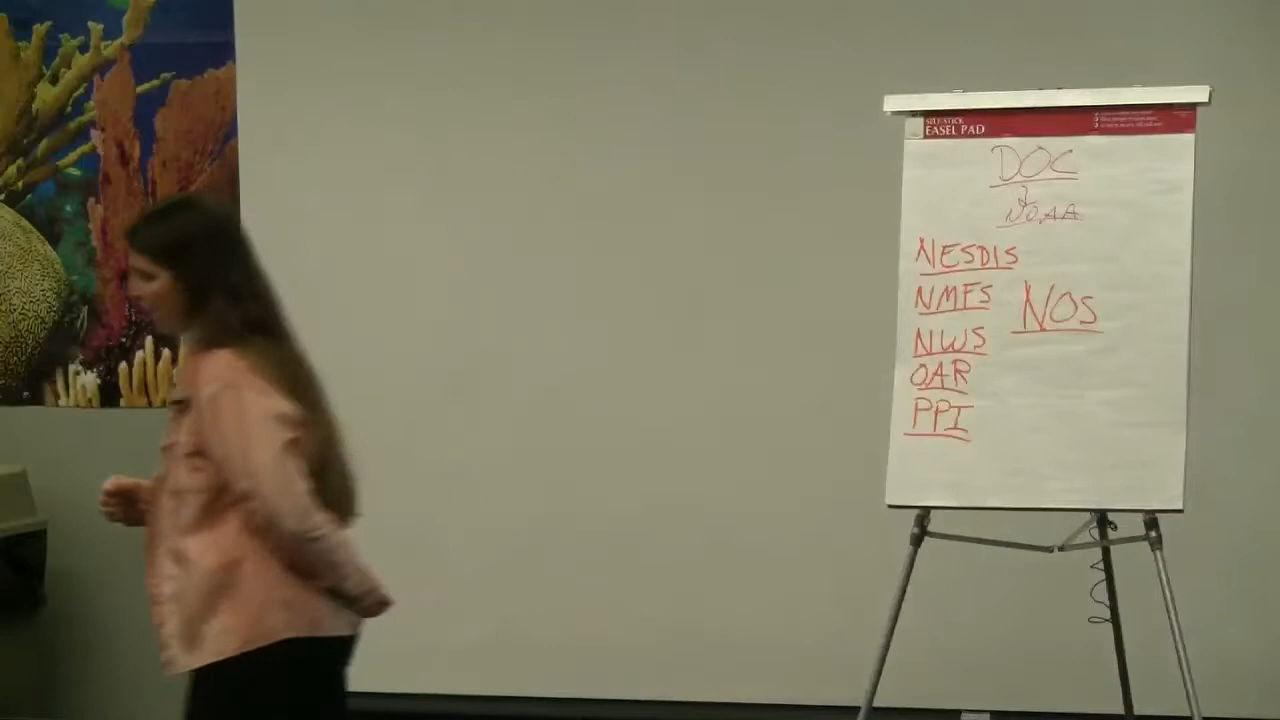 SELF-STICK
EASEL PAD
DOC
NOAA
NESDIS
NMFS
NOS
NWS
OAR
PPI